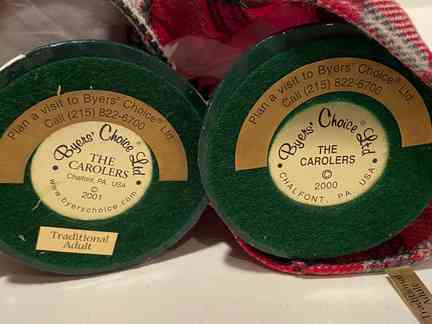 Plan a visit to Byers' Choice® Ltd
Call (215) 822-6700
Byers' Choice Ltd
THE
CAROLERS
Chalfont, PA. USA
©
2001
www.byerschoice.com
Traditional
Adult
Plan a visit to Byers' Choice® Ltd
Call (215) 822-6700
Byers' Choice Ltd
THE
CAROLERS
©
2000
CHALFONT, PA. USA
Traditional
Adult